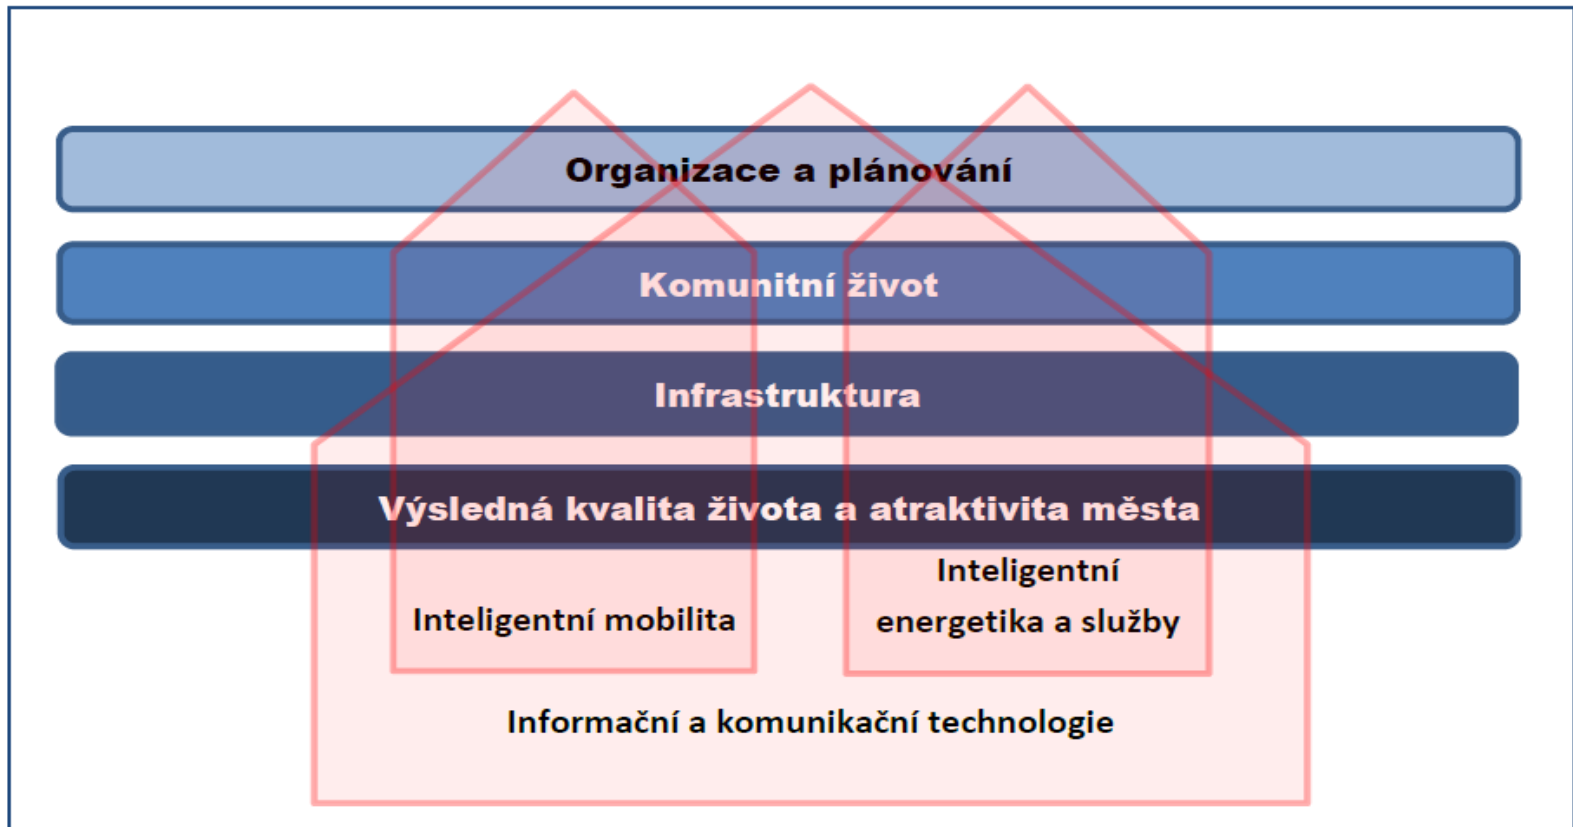 Organizace a plánování
Komunitní život
Infrastruktura
Výsledná kvalita života a atraktivita města
Inteligentní mobilita
Inteligentní
energetika a služby
Informační a komunikační technologie